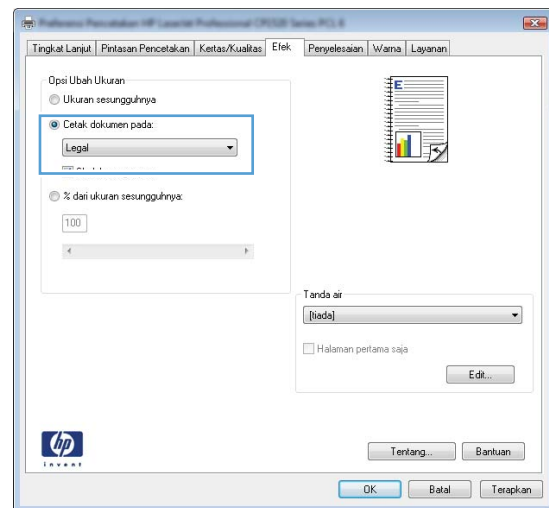 Tingkat Lanjut Pintasan Pencetakan Kertas/Kualitas Efek Penyelesaian Warna Layanan
Opsi Ubah Ukuran
Ukuran sesungguhnya
Cetak dokumen pada:
Legal
% dari ukuran sesungguhnya:
100
E
Tanda air
[tiada]
Halaman pertama saja
Edit...
hp
invent
Tentang... Bantuan
OK Batal Terapkan